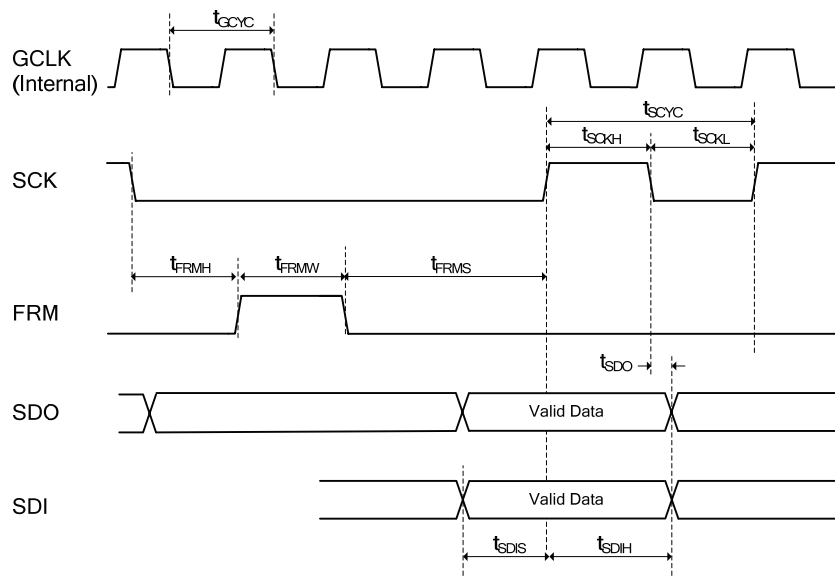 tGCYC
GCLK
(Internal)
tSCYC
tSCKH
tSCKL
SCK
tFRMH
tFRMW
tFRMS
FRM
tSDO
SDO
Valid Data
SDI
Valid Data
tSDIS
tSDIH